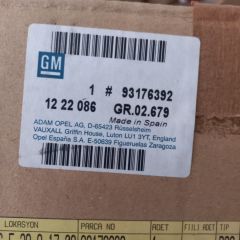 GM
1 # 93176392
12 22 086 GR.02.679
Made in Spain
ADAM OPEL AG, D-65423 Rüsselsheim
VAUXHALL Griffin House, Luton LU1 3YT, England
Opel España S.A. E-50639 Figueruelas Zaragoza
LOKASYON PARCA NO ADET FIILI ADET TIP